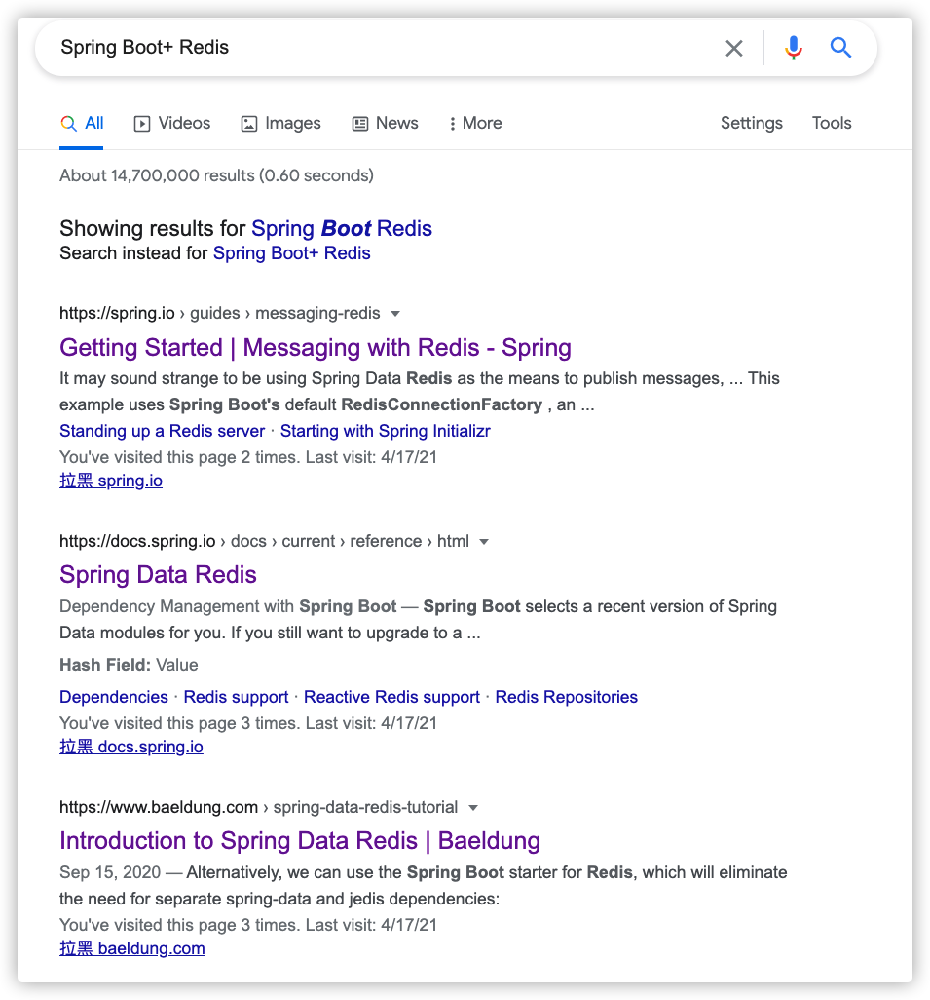 Spring Boot+ Redis
All Videos Images News More Settings Tools
About 14,700,000 results (0.60 seconds)
Showing results for Spring Boot Redis
Search instead for Spring Boot+ Redis
https://spring.io › guides › messaging-redis
Getting Started | Messaging with Redis - Spring
It may sound strange to be using Spring Data Redis as the means to publish messages, ... This
example uses Spring Boot's default RedisConnectionFactory , an ...
Standing up a Redis server · Starting with Spring Initializr
You've visited this page 2 times. Last visit: 4/17/21
拉黑 spring.io
https://docs.spring.io › docs › current › reference › html
Spring Data Redis
Dependency Management with Spring Boot — Spring Boot selects a recent version of Spring
Data modules for you. If you still want to upgrade to a ...
Hash Field: Value
Dependencies · Redis support · Reactive Redis support · Redis Repositories
You've visited this page 3 times. Last visit: 4/17/21
拉黑 docs.spring.io
https://www.baeldung.com › spring-data-redis-tutorial
Introduction to Spring Data Redis | Baeldung
Sep 15, 2020 — Alternatively, we can use the Spring Boot starter for Redis, which will eliminate
the need for separate spring-data and jedis dependencies:
You've visited this page 3 times. Last visit: 4/17/21
拉黑 baeldung.com